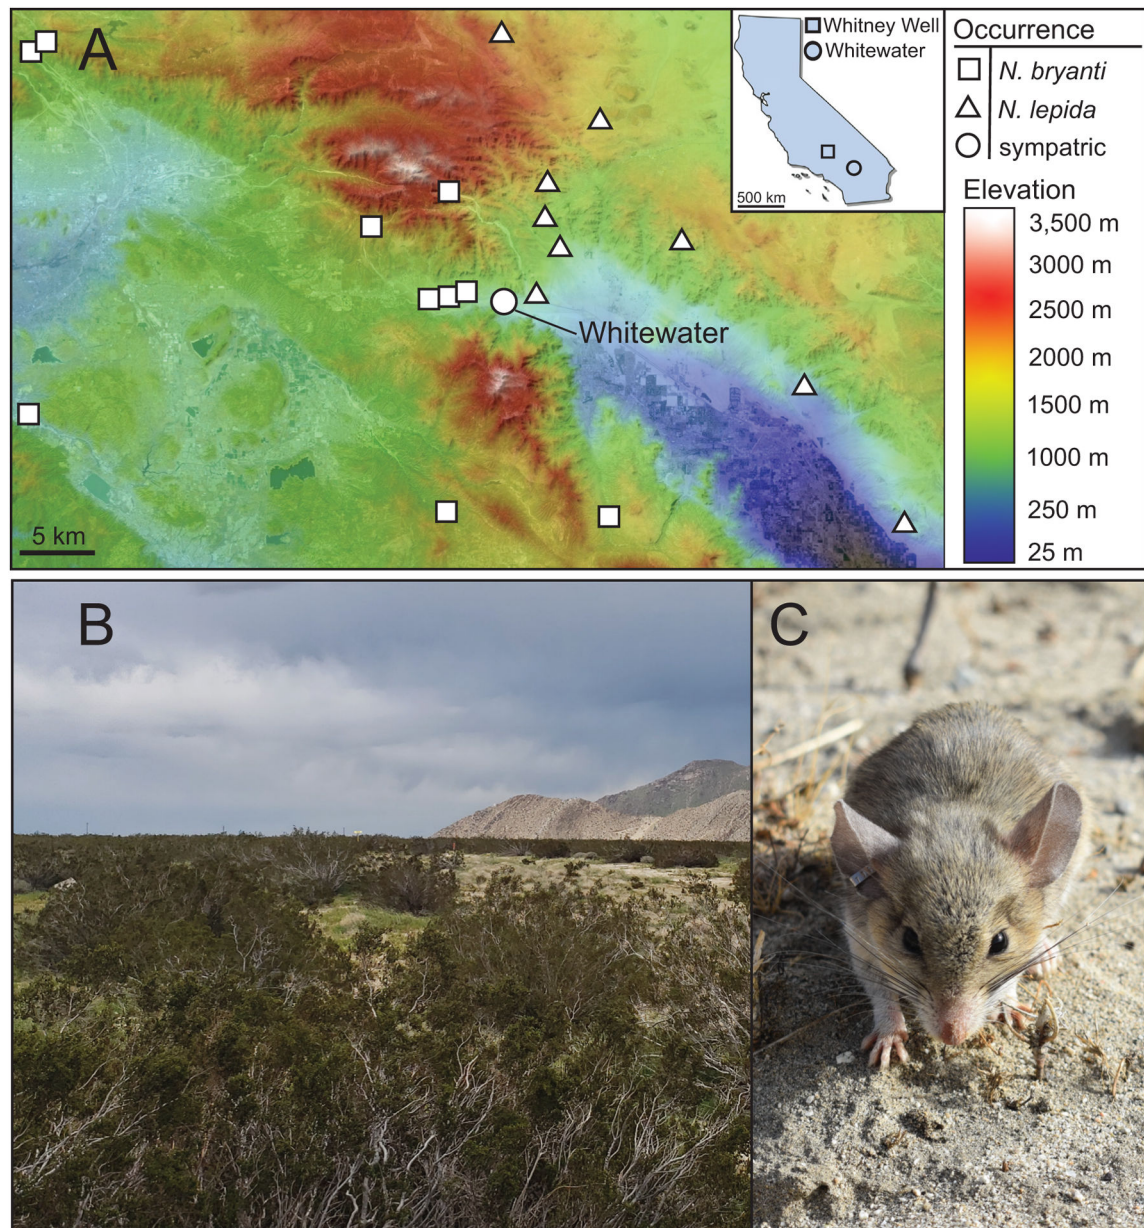 A
Whitney Well
Whitewater
500 km
Whitewater
5 km
Occurrence
N. bryanti
N. lepida
sympatric
Elevation
3,500 m
3000 m
2500 m
2000 m
1500 m
1000 m
250 m
25 m
B
C